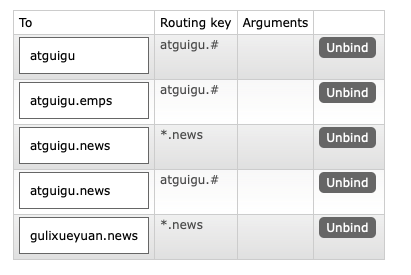 To Routing key Arguments
atguigu atguigu.# Unbind
atguigu.emps atguigu.# Unbind
atguigu.news *.news Unbind
atguigu.news atguigu.# Unbind
gulixueyuan.news *.news Unbind